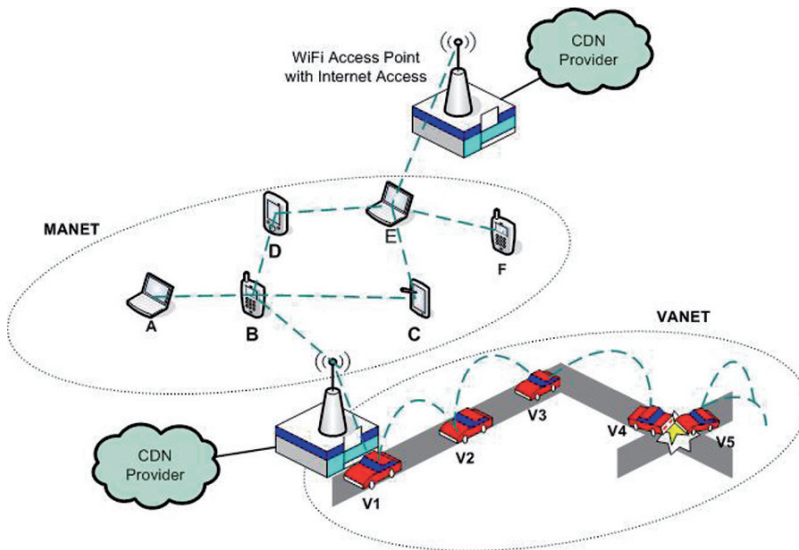 WiFi Access Point
with Internet Access
CDN
Provider
MANET
D
E
F
A
B
C
VANET
V3
V4
V5
V2
V1
CDN
Provider